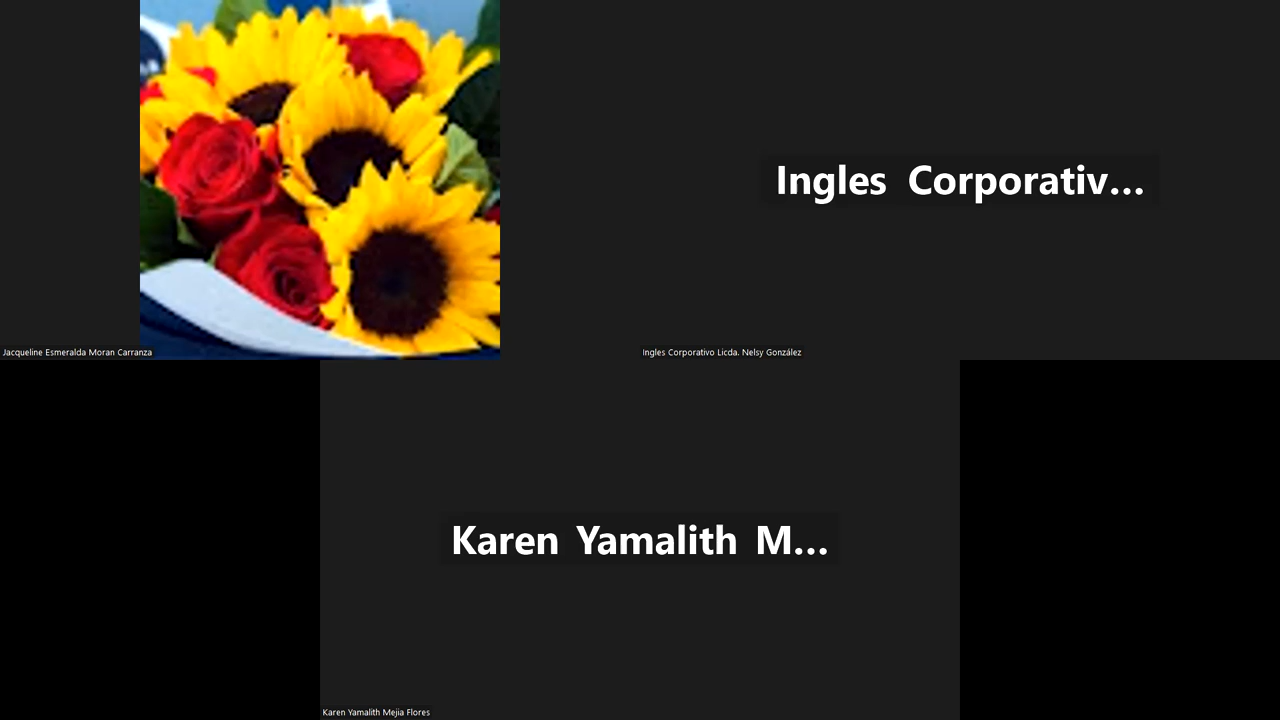 Ingles Corporativ...
Jacqueline Esmeralda Moran Carranza
Ingles Corporativo Licda. Nelsy González
Karen Yamalith M...
Karen Yamalith Mejia Flores